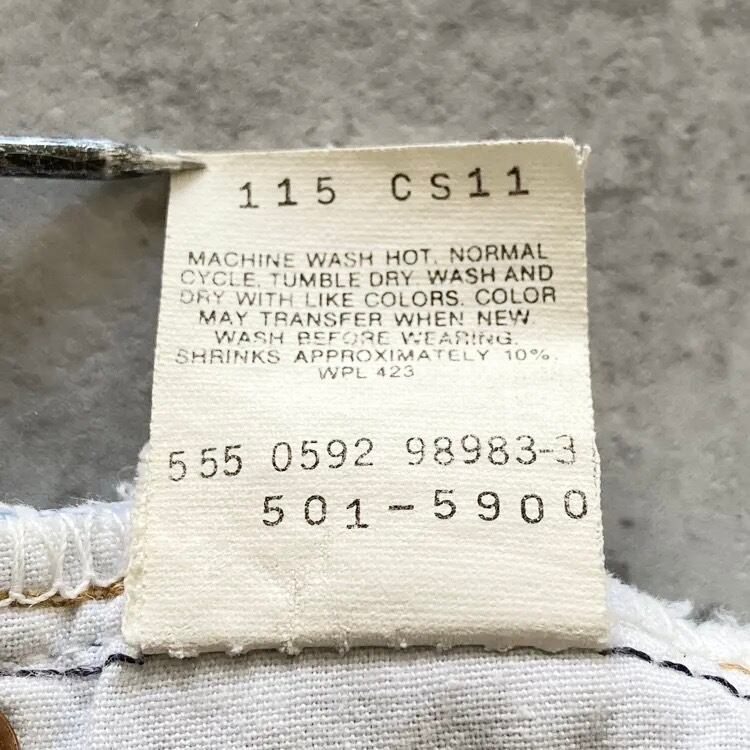 115 CS11
MACHINE WASH HOT, NORMAL
CYCLE, TUMBLE DRY. WASH AND
DRY WITH LIKE COLORS. COLOR
MAY TRANSFER WHEN NEW.
WASH BEFORE WEARING.
SHRINKS APPROXIMATELY 10%.
WPL 423
555 0592 98983-3
501-5900